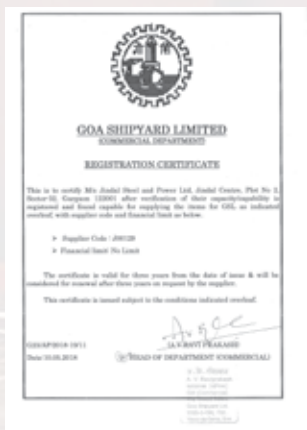 GOA SHIPYARD LIMITED
(COMMERCIAL DEPARTMENT)
REGISTRATION CERTIFICATE
This is to certify M/s Jindal Steel and Power Ltd, Jindal Centre, Plot No 2,
Sector-32, Gurgaon 122001 after verification of their capacity/capability is
registered and found capable for supplying the items for GSL as indicated
overleaf, with supplier code and financial limit as below.
> Supplier Code :
> Financial limit: No Limit
The certificate is valid for three years from the date of issue & will be
considered for renewal after three years on request by the supplier.
This certificate is issued subject to the conditions indicated overleaf.
HEAD OF DEPARTMENT (COMMERCIAL)